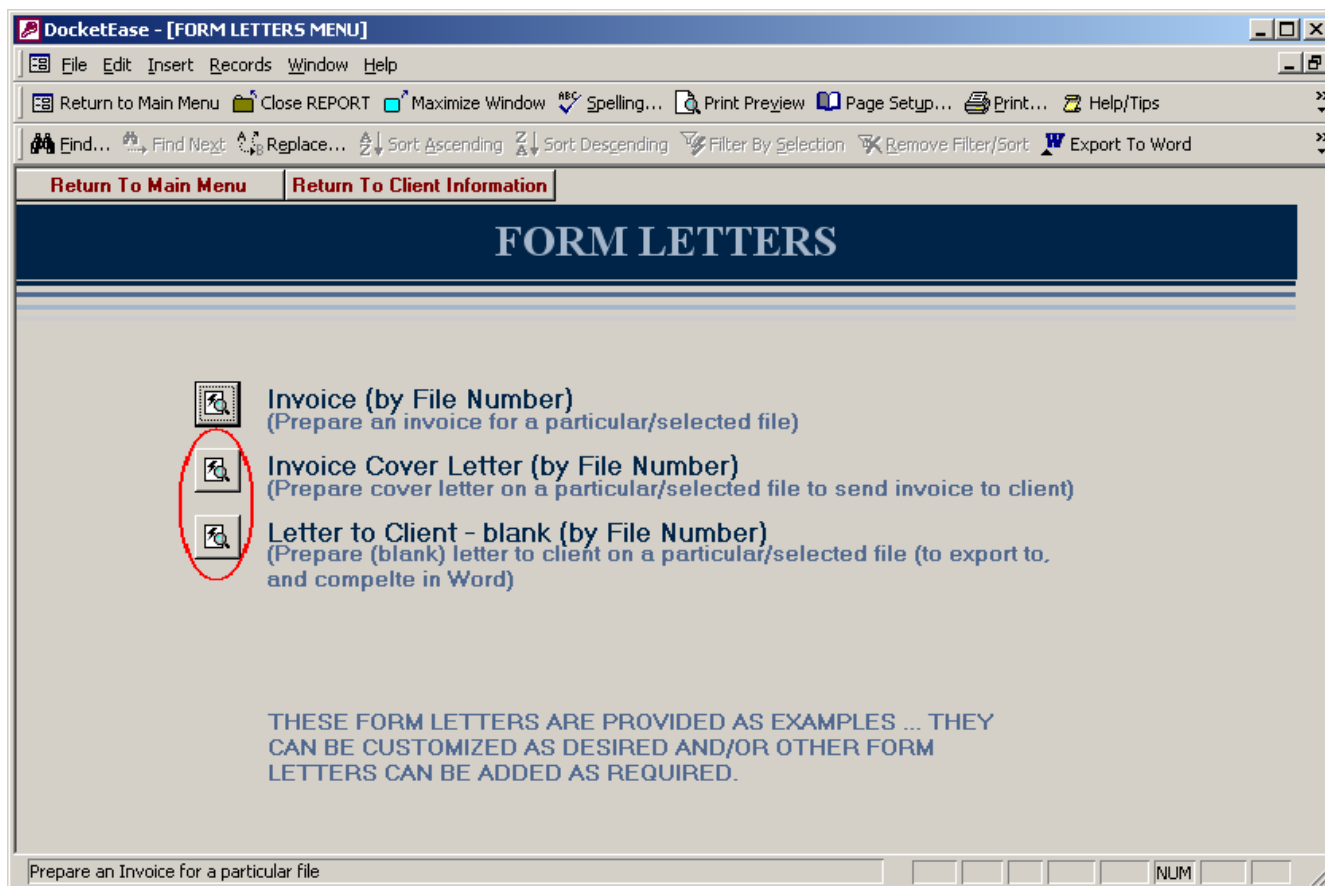 DocketEase - [FORM LETTERS MENU]
File Edit Insert Records Window Help
Return to Main Menu Close REPORT Maximize Window Spelling... Print Preview Page Setup... Print... Help/Tips
Find... Find Next Replace... Sort Ascending Sort Descending Filter By Selection Remove Filter/Sort Export To Word
Return To Main Menu Return To Client Information
FORM LETTERS
Invoice (by File Number)
(Prepare an invoice for a particular/selected file)
Invoice Cover Letter (by File Number)
(Prepare cover letter on a particular/selected file to send invoice to client)
Letter to Client - blank (by File Number)
(Prepare (blank) letter to client on a particular/selected file (to export to,
and compelte in Word)
THESE FORM LETTERS ARE PROVIDED AS EXAMPLES ... THEY
CAN BE CUSTOMIZED AS DESIRED AND/OR OTHER FORM
LETTERS CAN BE ADDED AS REQUIRED.
Prepare an Invoice for a particular file NUM